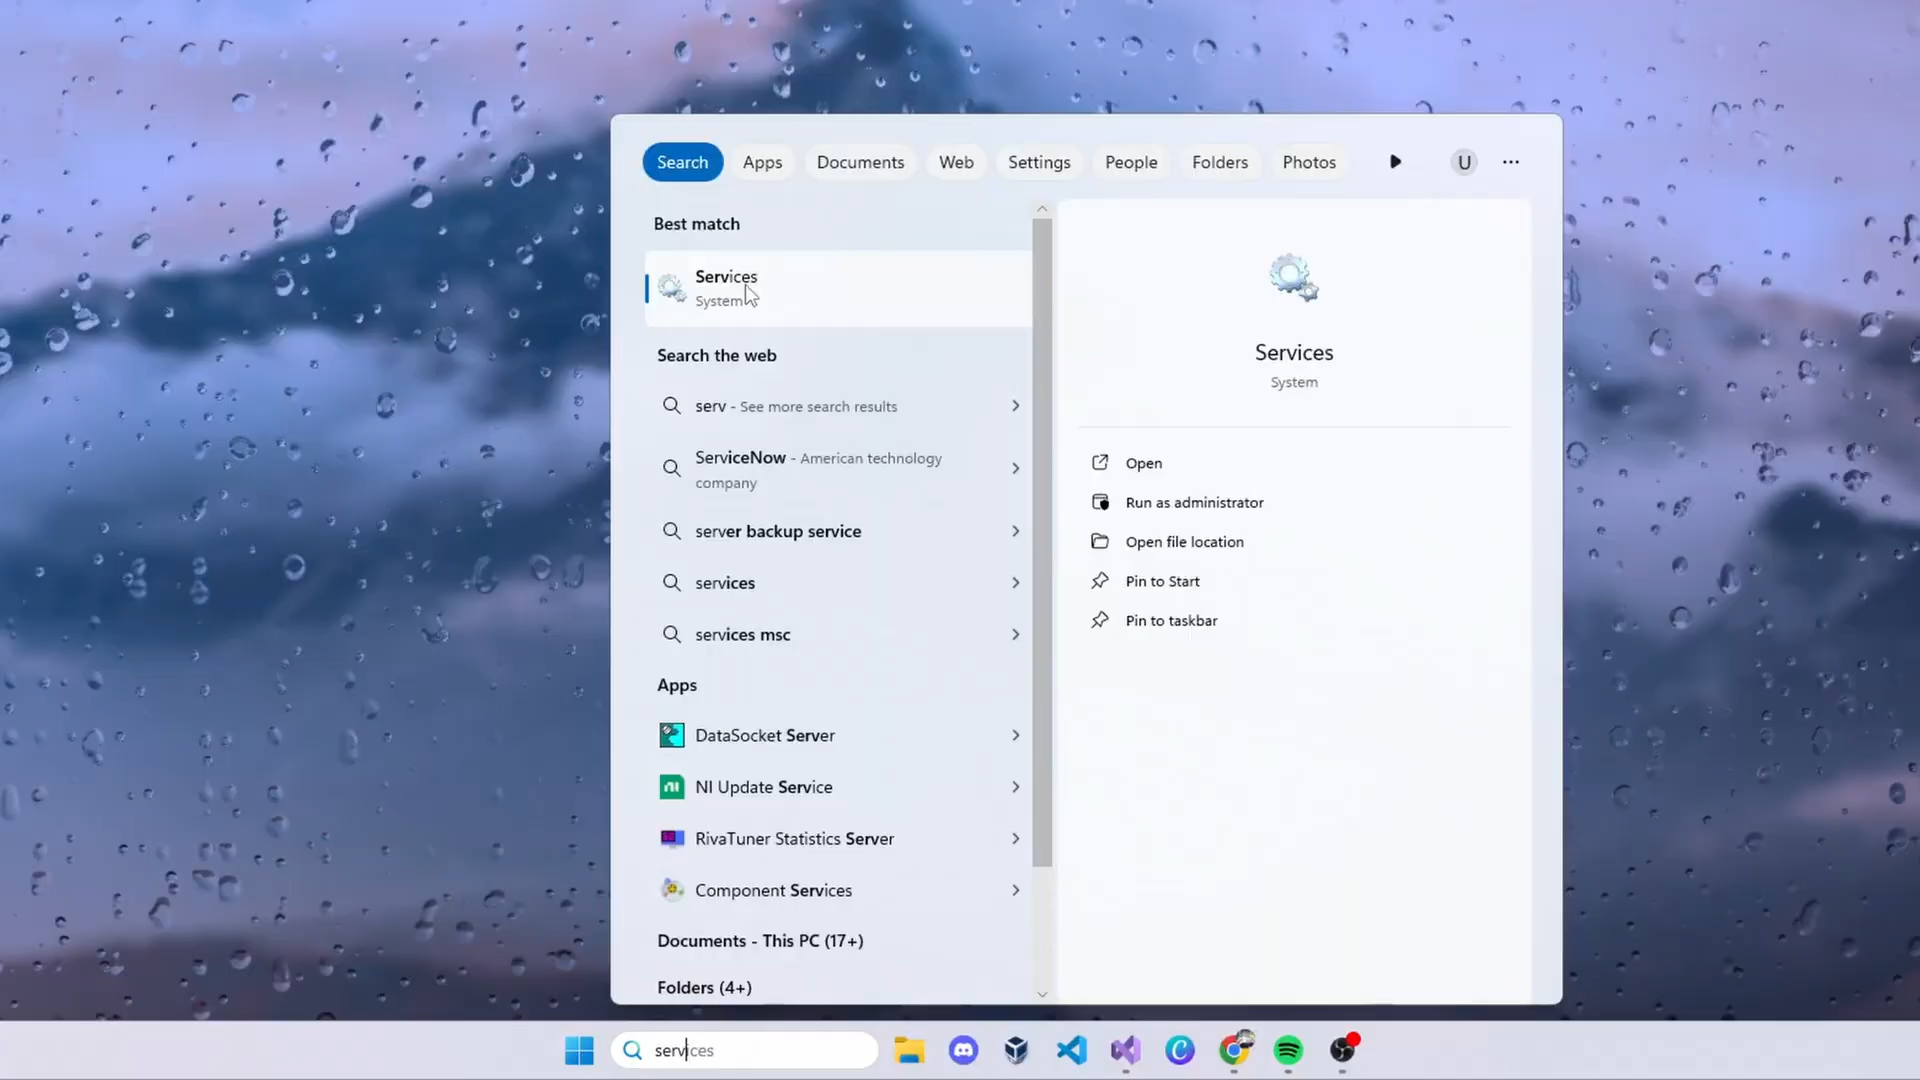 Search
Apps
Documents
Web
Settings
People
Folders
Photos
U
Best match
Services
System
Search the web
serv - See more search results
ServiceNow - American technology
company
server backup service
services
services msc
Apps
DataSocket Server
NI Update Service
RivaTuner Statistics Server
Component Services
Documents - This PC (17+)
Folders (4+)
Services
System
Open
Run as administrator
Open file location
Pin to Start
Pin to taskbar
services